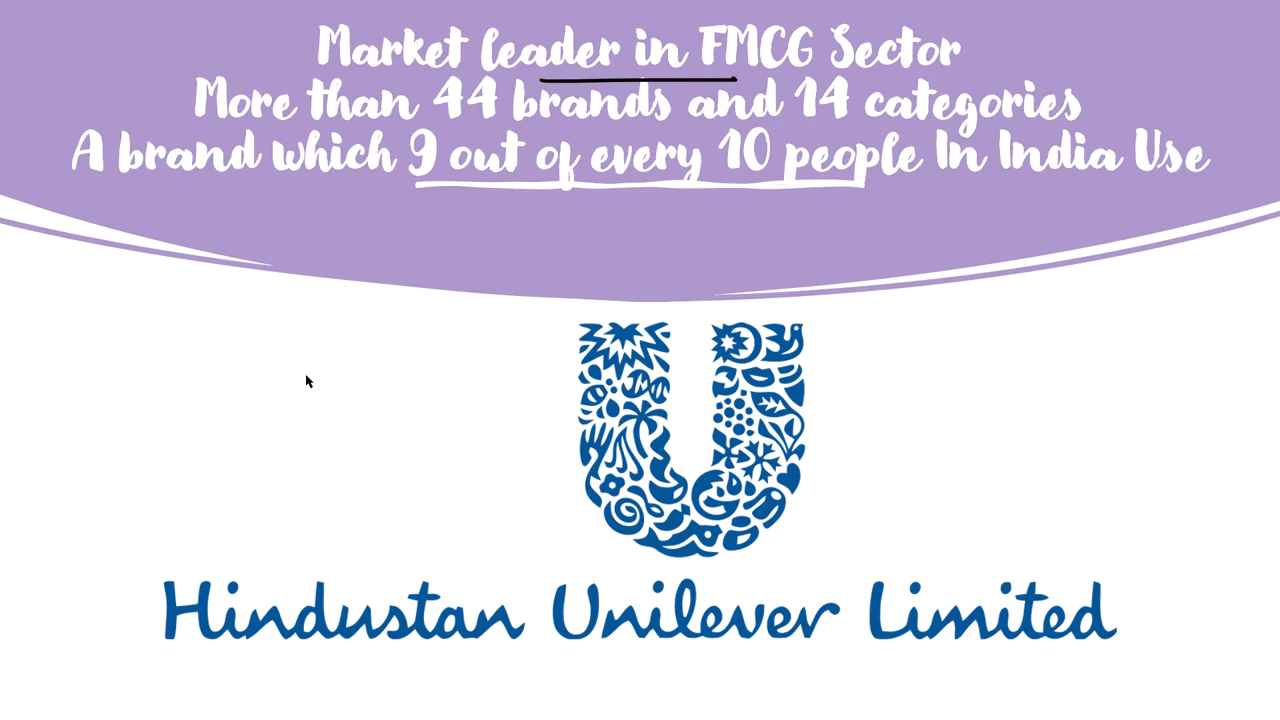 Market leader in FMCG Sector
More than 44 brands and 14 categories
A brand which 9 out of every 10 people In India Use
Hindustan Unilever Limited